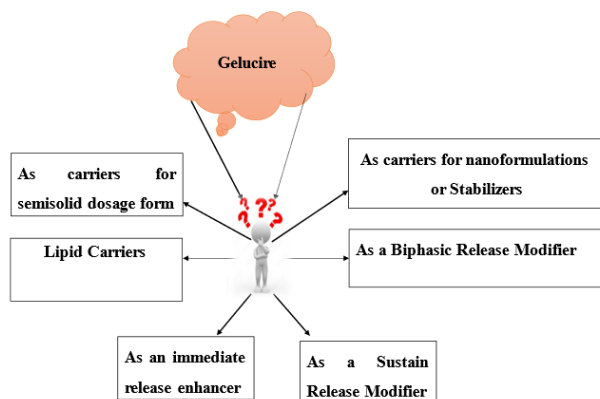 Gelucire
As carriers for
semisolid dosage form
As carriers for nanoformulations
or Stabilizers
???
??
Lipid Carriers
As a Biphasic Release Modifier
As an immediate
release enhancer
As a Sustain
Release Modifier